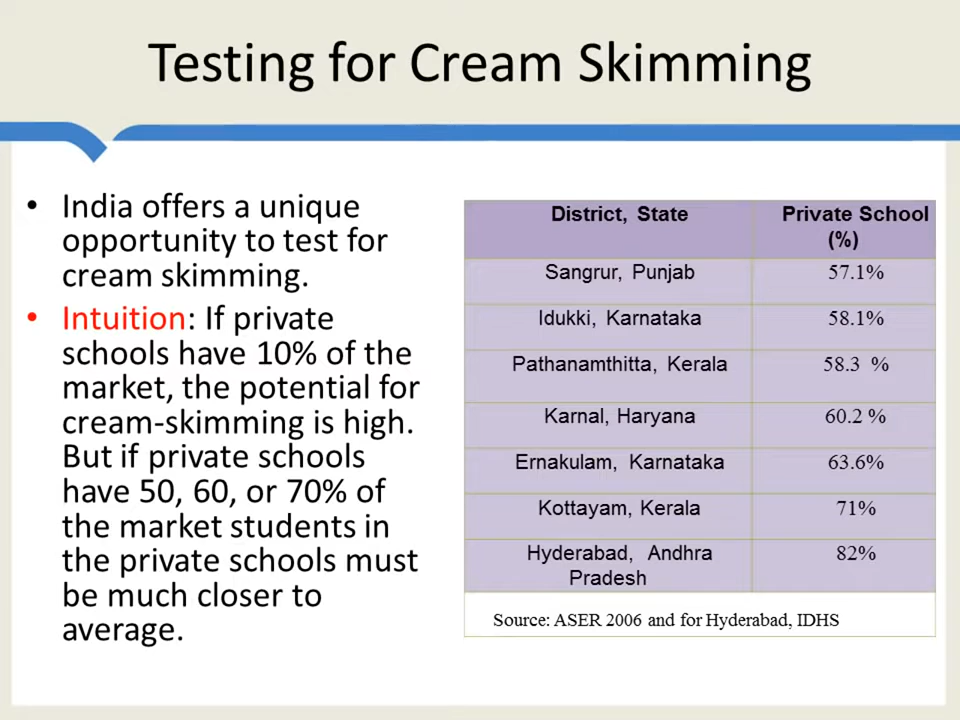 Testing for Cream Skimming
• India offers a unique
opportunity to test for
cream skimming.
• Intuition: If private
schools have 10% of the
market, the potential for
cream-skimming is high.
But if private schools
have 50, 60, or 70% of
the market students in
the private schools must
be much closer to
average.
District, State Private School
(%)
Sangrur, Punjab 57.1%
Idukki, Karnataka 58.1%
Pathanamthitta, Kerala 58.3 %
Karnal, Haryana 60.2 %
Ernakulam, Karnataka 63.6%
Kottayam, Kerala 71%
Hyderabad, Andhra 82%
Pradesh
Source: ASER 2006 and for Hyderabad, IDHS